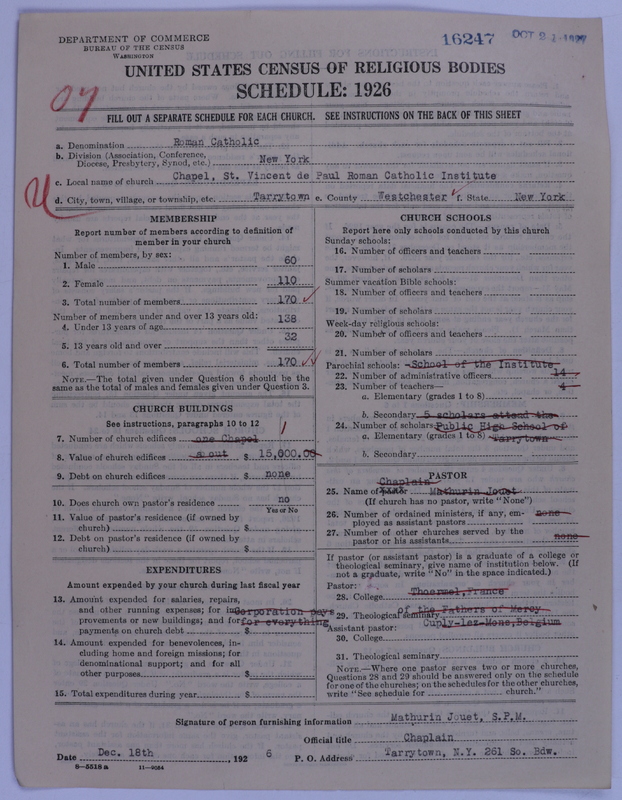 DEPARTMENT OF COMMERCE
BUREAU OF THE CENSUS
WASHINGTON
16247
OCT 21 1927
UNITED STATES CENSUS OF RELIGIOUS BODIES
SCHEDULE: 1926
FILL OUT A SEPARATE SCHEDULE FOR EACH CHURCH. SEE INSTRUCTIONS ON THE BACK OF THIS SHEET
a. Denomination Roman Catholic
b. Division (Association, Conference,
Diocese, Presbytery, Synod, etc.) New York
c. Local name of church Chapel, St. Vincent de Paul Roman Catholic Institute
d. City, town, village, or township, etc. Tarrytown e. County Westchester f. State New York
MEMBERSHIP
Report number of members according to definition of
member in your church
Number of members, by sex:
1. Male 60
2. Female 110
3. Total number of members 170
Number of members under and over 13 years old:
4. Under 13 years of age 138
5. 13 years old and over 32
6. Total number of members 170
NOTE.—The total given under Question 6 should be the
same as the total of males and females given under Question 3.
CHURCH BUILDINGS
See instructions, paragraphs 10 to 12
1
7. Number of church edifices one Chapel
8. Value of church edifices about $ 15,000.00
9. Debt on church edifices $ none
10. Does church own pastor's residence no
Yes or No
11. Value of pastor's residence (if owned by
church) $
12. Debt on pastor's residence (if owned by
church) $
EXPENDITURES
Amount expended by your church during last fiscal year
13. Amount expended for salaries, repairs,
and other running expenses; for im- Corporation pays
provements or new buildings; and for for everything
payments on church debt $
14. Amount expended for benevolences, in-
cluding home and foreign missions; for
denominational support; and for all
other purposes $
15. Total expenditures during year $
CHURCH SCHOOLS
Report here only schools conducted by this church
Sunday schools:
16. Number of officers and teachers
17. Number of scholars
Summer vacation Bible schools:
18. Number of officers and teachers
19. Number of scholars
Week-day religious schools:
20. Number of officers and teachers
21. Number of scholars
Parochial schools: School of the Institute
22. Number of administrative officers 14
23. Number of teachers— 4
a. Elementary (grades 1 to 8)
b. Secondary 5 scholars attend the
24. Number of scholars Public High School of
a. Elementary (grades 1 to 8) Tarrytown
b. Secondary
PASTOR
Chaplain
25. Name of pastor Mathurin Jouet
(If church has no pastor, write "None")
26. Number of ordained ministers, if any, em-
ployed as assistant pastors none
27. Number of other churches served by the
pastor or his assistants none
If pastor (or assistant pastor) is a graduate of a college or
theological seminary, give name of institution below. (If
not a graduate, write "No" in the space indicated.)
Pastor:
28. College Thoermel, France
29. Theological seminary of the Fathers of Mercy
Assistant pastor: Cuply-lez-Mons, Belgium
30. College
31. Theological seminary
NOTE.—Where one pastor serves two or more churches,
Questions 28 and 29 should be answered only on the schedule
for one of the churches; on the schedules for the other churches,
write "See schedule for church."
Signature of person furnishing information Mathurin Jouet, S.P.M.
Official title Chaplain
Date Dec. 18th, 1926 P. O. Address Tarrytown, N.Y. 261 So. Bdw.
8-5518 a 11-9064